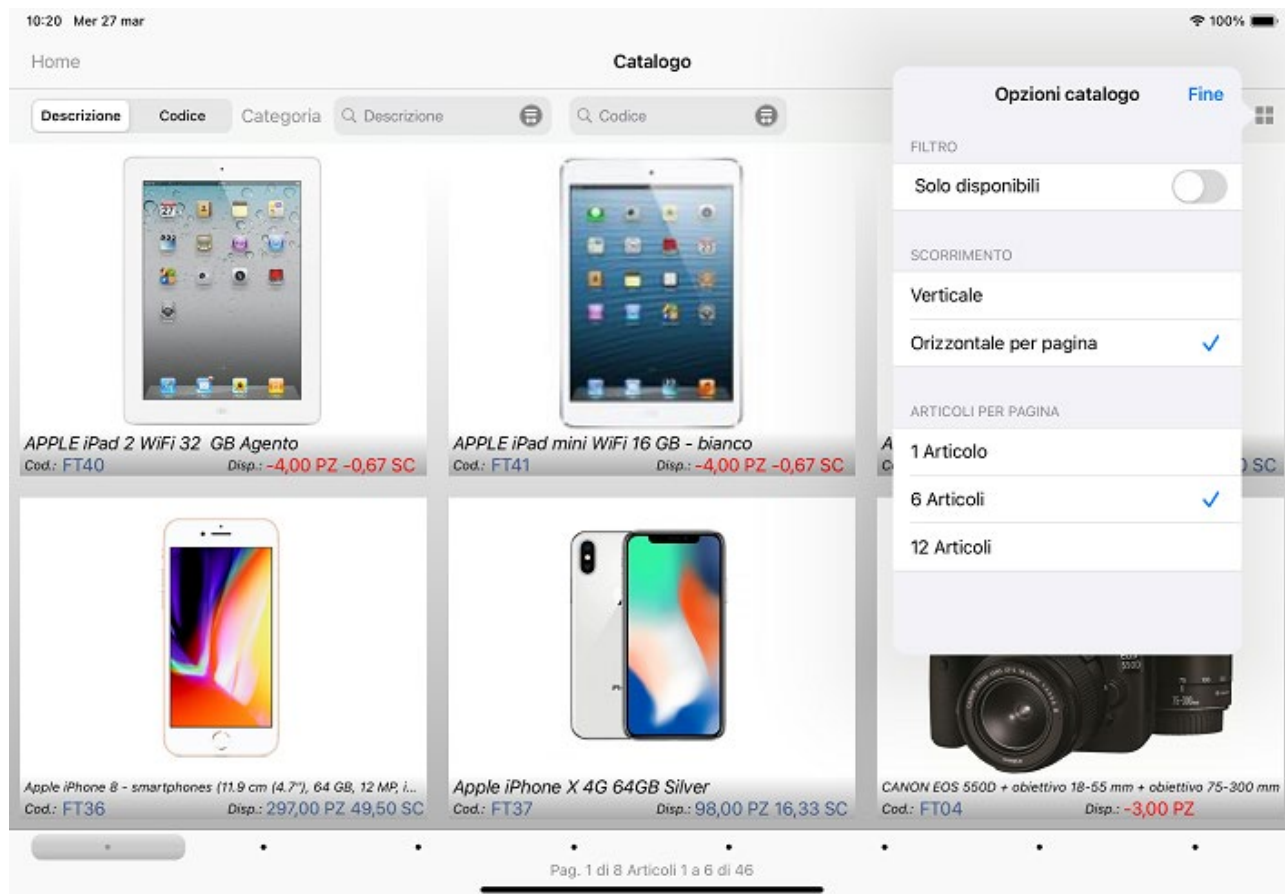 10:20 Mer 27 mar
100%
Home
Catalogo
Descrizione
Codice
Categoria
Descrizione
Codice
Opzioni catalogo
Fine
FILTRO
Solo disponibili
SCORRIMENTO
Verticale
Orizzontale per pagina
ARTICOLI PER PAGINA
1 Articolo
6 Articoli
12 Articoli
APPLE iPad 2 WiFi 32 GB Agento
Cod.: FT40 Disp.: -4,00 PZ -0,67 SC
APPLE iPad mini WiFi 16 GB - bianco
Cod.: FT41 Disp.: -4,00 PZ -0,67 SC
SC
Apple iPhone 8 - smartphones (11.9 cm (4.7"), 64 GB, 12 MP, i...
Cod.: FT36 Disp.: 297,00 PZ 49,50 SC
Apple iPhone X 4G 64GB Silver
Cod.: FT37 Disp.: 98,00 PZ 16,33 SC
550D
CANON EOS 550D + obiettivo 18-55 mm + obiettivo 75-300 mm
Cod.: FT04 Disp.: -3,00 PZ
Pag. 1 di 8 Articoli 1 a 6 di 46